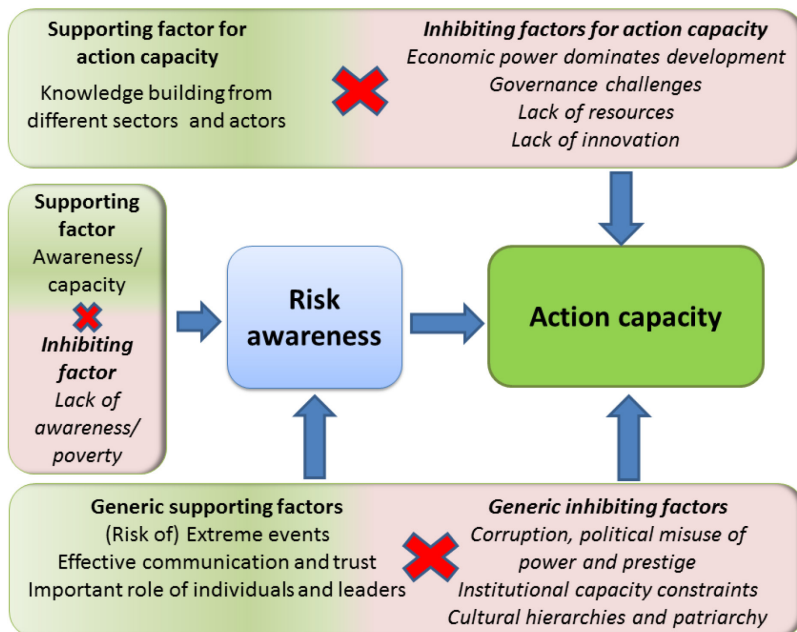 Supporting factor for
action capacity
Knowledge building from
different sectors and actors
Inhibiting factors for action capacity
Economic power dominates development
Governance challenges
Lack of resources
Lack of innovation
Supporting
factor
Awareness/
capacity
Inhibiting
factor
Lack of
awareness/
poverty
Risk
awareness
Action capacity
Generic supporting factors
(Risk of) Extreme events
Effective communication and trust
Important role of individuals and leaders
Generic inhibiting factors
Corruption, political misuse of
power and prestige
Institutional capacity constraints
Cultural hierarchies and patriarchy